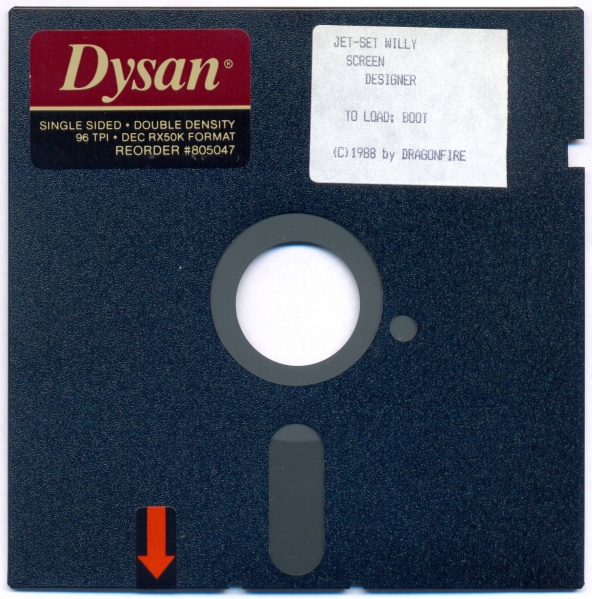 Dysan®
SINGLE SIDED • DOUBLE DENSITY
96 TPI • DEC RX50K FORMAT
REORDER #805047
JET-SET WILLY
SCREEN
DESIGNER
TO LOAD: BOOT
(C)1988 by DRAGONFIRE